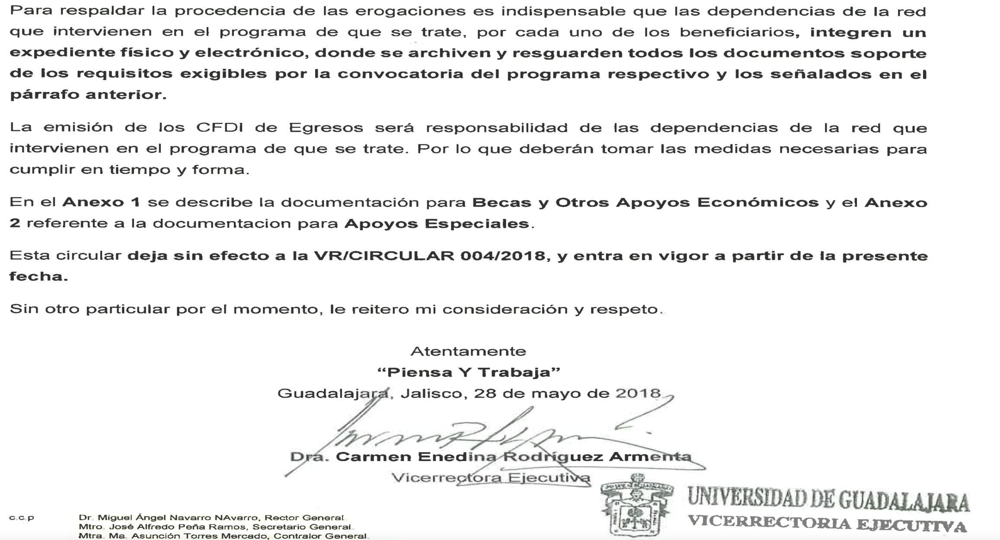 Para respaldar la procedencia de las erogaciones es indispensable que las dependencias de la red
que intervienen en el programa de que se trate, por cada uno de los beneficiarios, integren un
expediente físico y electrónico, donde se archiven y resguarden todos los documentos soporte
de los requisitos exigibles por la convocatoria del programa respectivo y los señalados en el
párrafo anterior.
La emisión de los CFDI de Egresos será responsabilidad de las dependencias de la red que
intervienen en el programa de que se trate. Por lo que deberán tomar las medidas necesarias para
cumplir en tiempo y forma.
En el Anexo 1 se describe la documentación para Becas y Otros Apoyos Económicos y el Anexo
2 referente a la documentacion para Apoyos Especiales.
Esta circular deja sin efecto a la VR/CIRCULAR 004/2018, y entra en vigor a partir de la presente
fecha.
Sin otro particular por el momento, le reitero mi consideración y respeto.
Atentamente
“Piensa Y Trabaja”
Guadalajara, Jalisco, 28 de mayo de 2018
Dra. Carmen Enedina Rodríguez Armenta
Vicerrectora Ejecutiva
UNIVERSIDAD DE GUADALAJARA
VICERRECTORIA EJECUTIVA
c.c.p Dr. Miguel Ángel Navarro NAvarro, Rector General
Mtro. José Alfredo Peña Ramos, Secretario General
Mtra. Ma. Asunción Torres Mercado, Contralor General